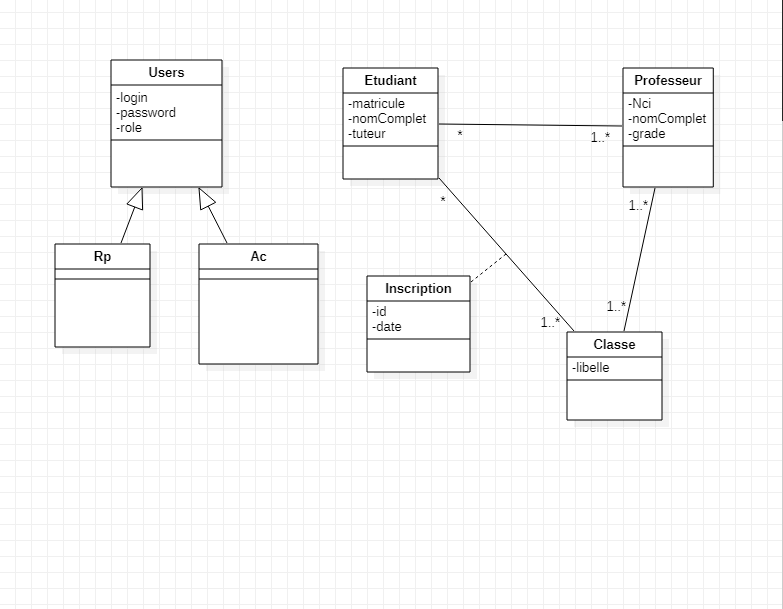 Users
-login
-password
-role
Rp
Ac
Etudiant
-matricule
-nomComplet
-tuteur
*
1..*
Professeur
-Nci
-nomComplet
-grade
*
1..*
1..*
1..*
Inscription
-id
-date
Classe
-libelle